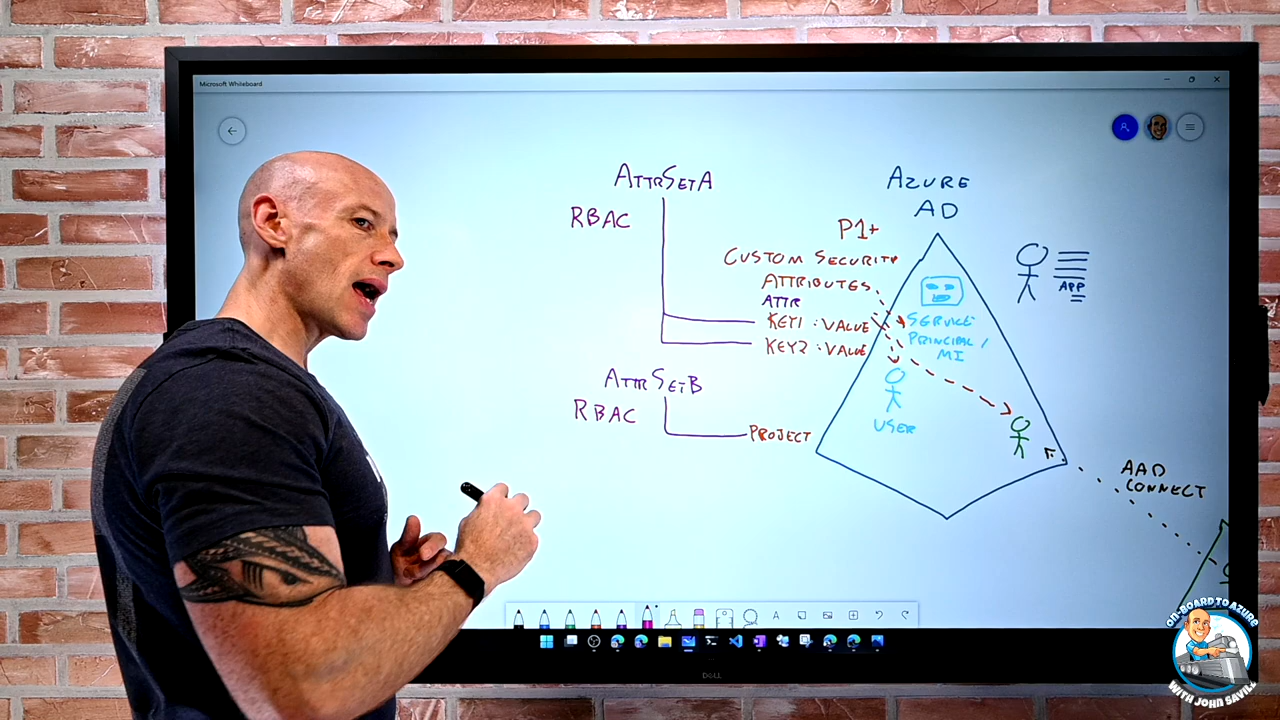 Microsoft Whiteboard
ATTRSETA
RBAC
AZURE
AD
P1+
CUSTOM SECURITY
ATTRIBUTES
ATTR
KEY1 : VALUE
KEY2 : VALUE
SERVICE
PRINCIPAL /
MI
USER
APP
ATTRSETB
RBAC
PROJECT
AAD
CONNECT
A
DELL
ON-BOARD TO AZURE
WITH JOHN SAVILL